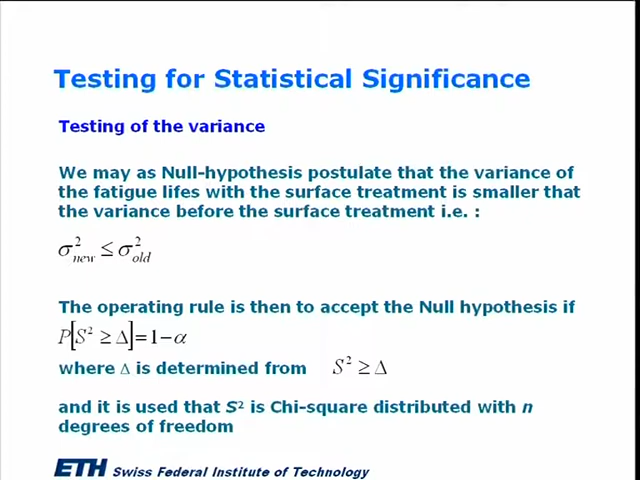 Testing for Statistical Significance
Testing of the variance
We may as Null-hypothesis postulate that the variance of
the fatigue lifes with the surface treatment is smaller that
the variance before the surface treatment i.e. :
σ²new ≤ σ²old
The operating rule is then to accept the Null hypothesis if
P[S² ≥ Δ]=1−α
where Δ is determined from S² ≥ Δ
and it is used that S² is Chi-square distributed with n
degrees of freedom
ETH Swiss Federal Institute of Technology